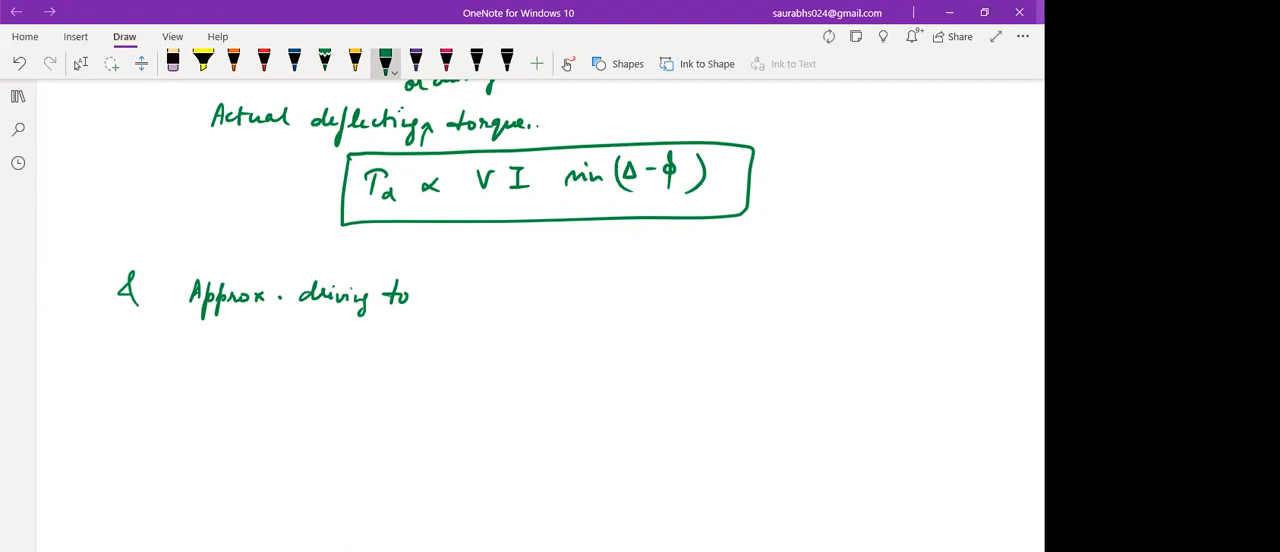 OneNote for Windows 10
saurabhs024@gmail.com
Home Insert Draw View Help
9+ Share
Shapes Ink to Shape Ink to Text
Actual deflecting torque..
Td ∝ V I sin (Δ - ϕ)
& Approx. driving to